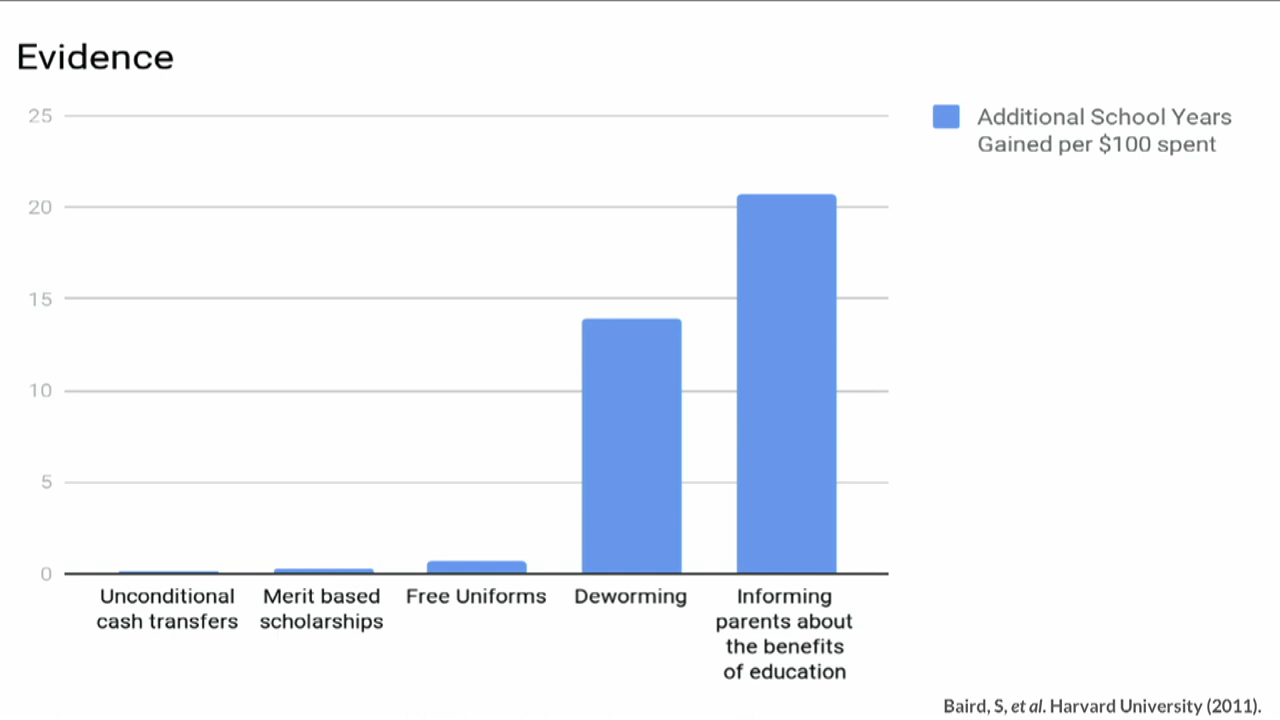 Evidence
25
20
15
10
5
0
Additional School Years
Gained per $100 spent
Unconditional
cash transfers
Merit based
scholarships
Free Uniforms
Deworming
Informing
parents about
the benefits
of education
Baird, S, et al. Harvard University (2011).